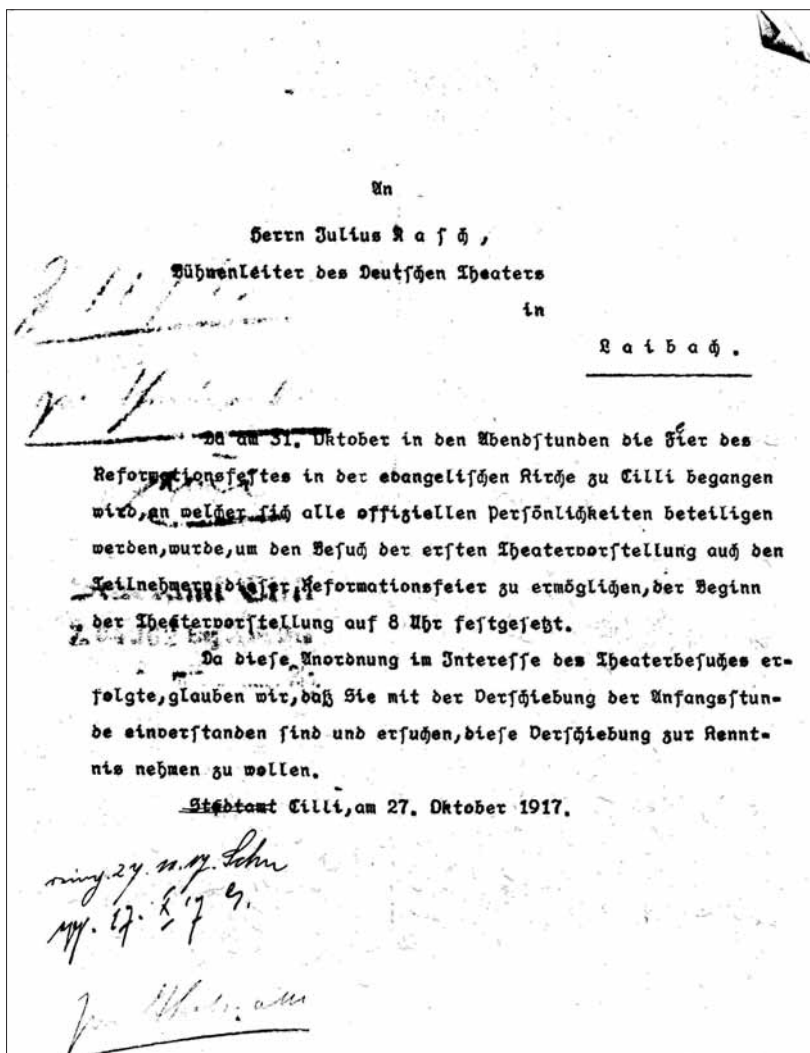 An
Herrn Julius R a s ch ,
Bühnenleiter des Deutschen Theaters
in
L a i b a ch .
Da am 31. Oktober in den Abendstunden die Feier des
Reformationsfestes in der evangelischen Kirche zu Cilli begangen
wird,an welcher sich alle offiziellen Persönlichkeiten beteiligen
werden,wurde,um den Besuch der ersten Theatervorstellung auch den
Teilnehmern dieser Reformationsfeier zu ermöglichen,der Beginn
der Theatervorstellung auf 8 Uhr festgesetzt.
Da diese Anordnung im Interesse des Theaterbesuches er-
folgte,glauben wir,daß Sie mit der Verschiebung der Anfangsstun-
de einverstanden sind und ersuchen,diese Verschiebung zur Kennt-
nis nehmen zu wollen.
Stadtamt Cilli,am 27. Oktober 1917.